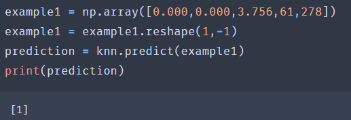 example1 = np.array([0.000,0.000,3.756,61,278])
example1 = example1.reshape(1,-1)
prediction = knn.predict(example1)
print(prediction)
[1]